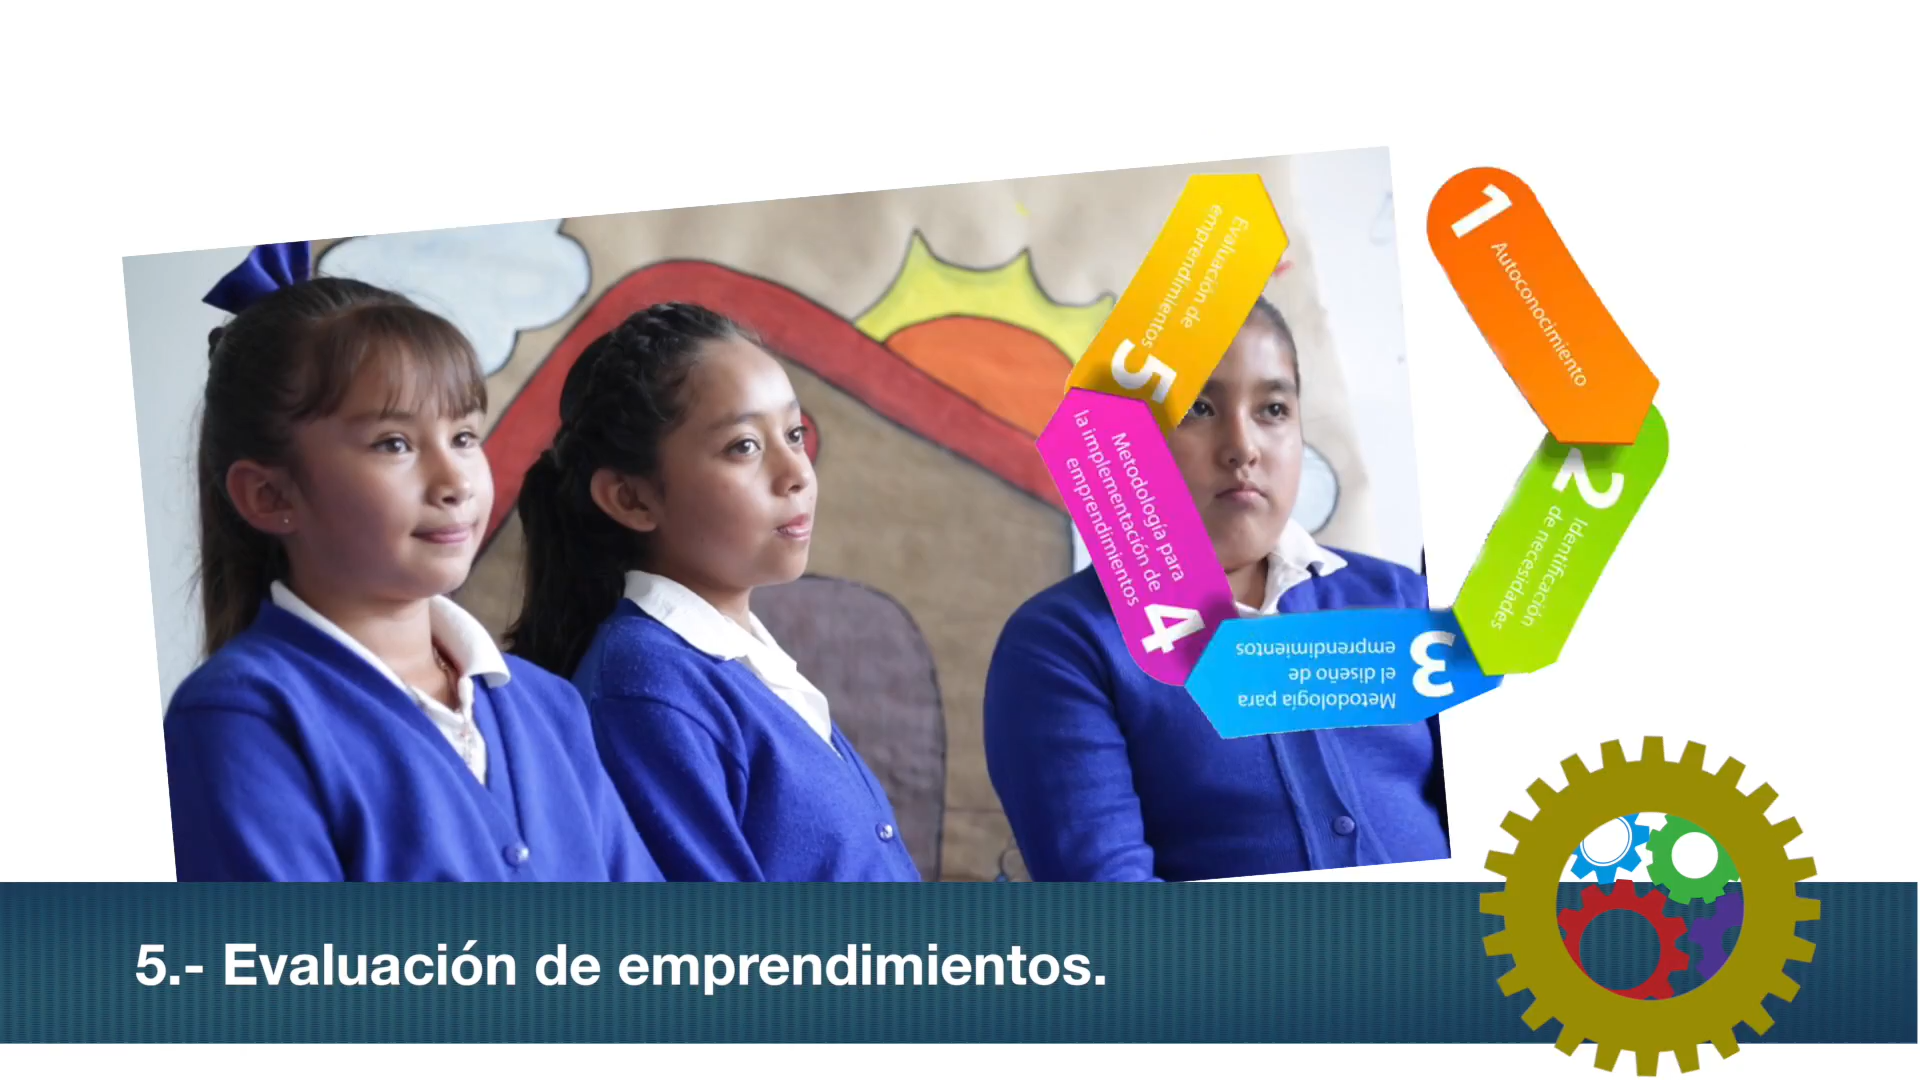 1
Autoconocimiento
2
Identificación
de necesidades
3
Metodología para
el diseño de
emprendimientos
4
Metodología para
la implementación de
emprendimientos
5
Evaluación de
emprendimientos
5.- Evaluación de emprendimientos.